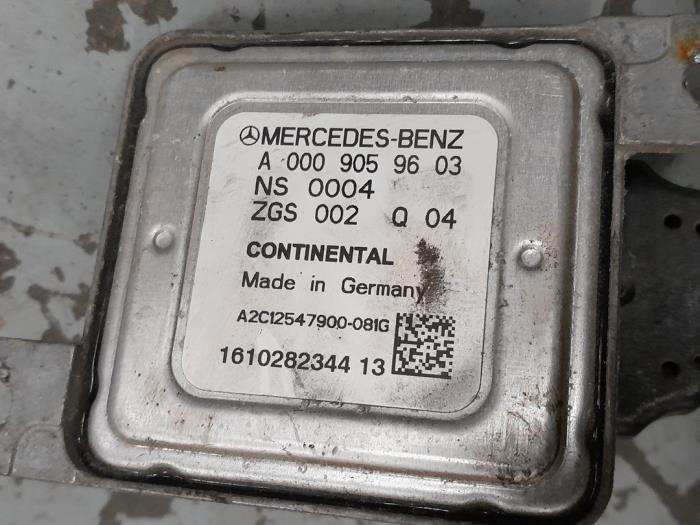 MERCEDES-BENZ
A 000 905 96 03
NS 0004
ZGS 002 Q 04
CONTINENTAL
Made in Germany
A2C12547900-081G
1610282344 13